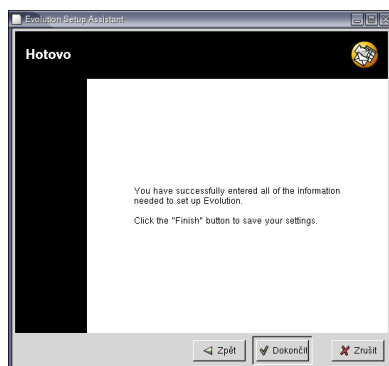 Evolution Setup Assistant
Hotovo
You have successfully entered all of the information
needed to set up Evolution.
Click the "Finish" button to save your settings.
Zpět
Dokončit
Zrušit